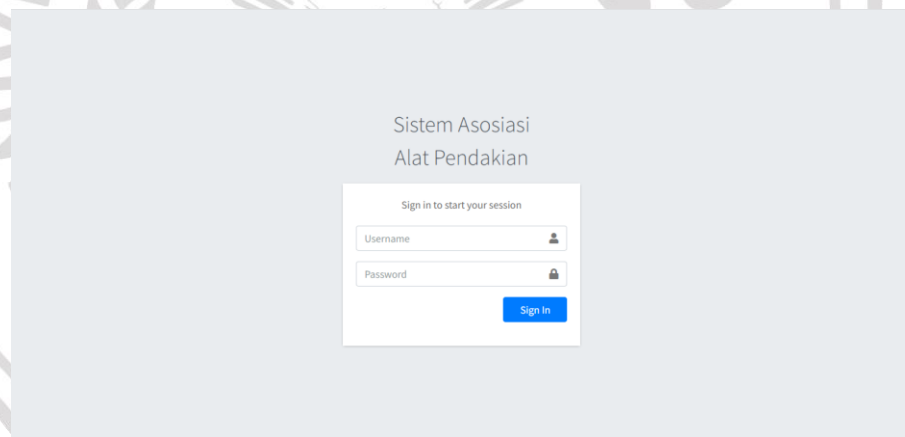 Sistem Asosiasi
Alat Pendakian
Sign in to start your session
Username
Password
Sign In